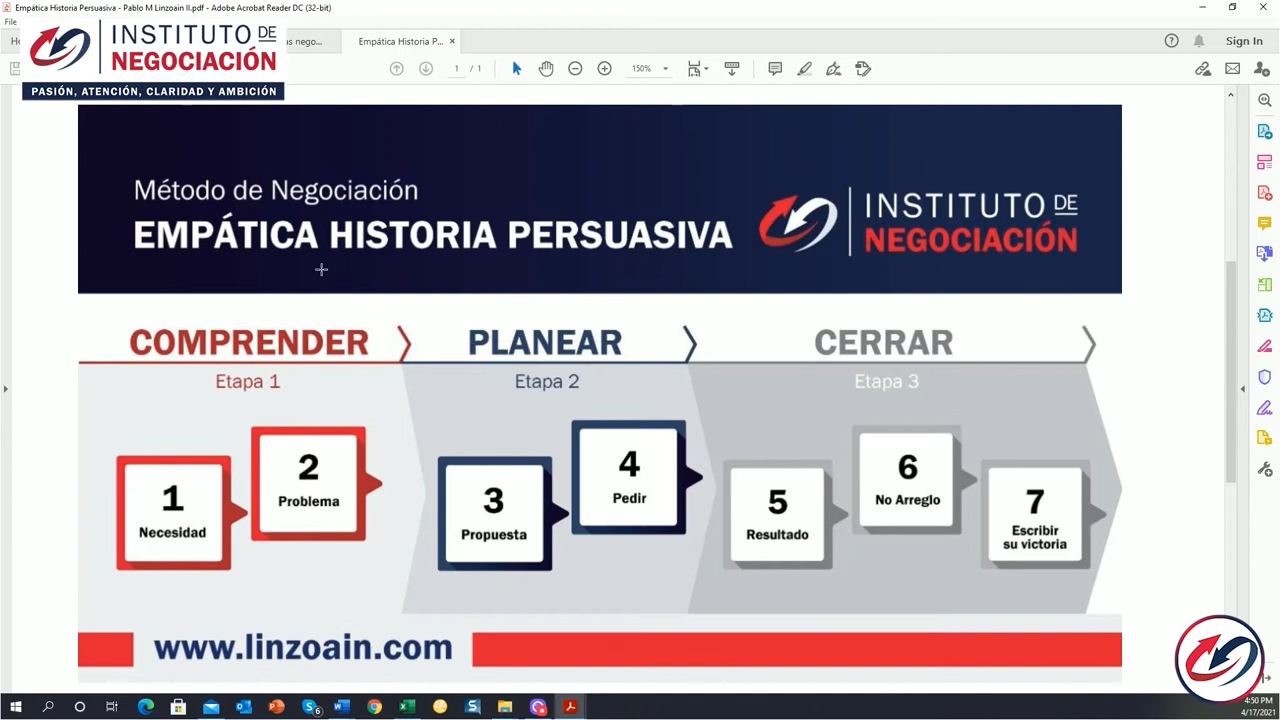 Empática Historia Persuasiva - Pablo M Linzoain II.pdf - Adobe Acrobat Reader DC (32-bit)
File
INSTITUTO DE
NEGOCIACIÓN
PASIÓN, ATENCIÓN, CLARIDAD Y AMBICIÓN
as nego...
Empática Historia P...
Sign In
1 / 1
150%
Método de Negociación
EMPÁTICA HISTORIA PERSUASIVA
INSTITUTO DE
NEGOCIACIÓN
COMPRENDER
PLANEAR
CERRAR
Etapa 1
Etapa 2
Etapa 3
1
Necesidad
2
Problema
3
Propuesta
4
Pedir
5
Resultado
6
No Arreglo
7
Escribir
su victoria
www.linzoain.com
6
4:50 PM
4/17/2021